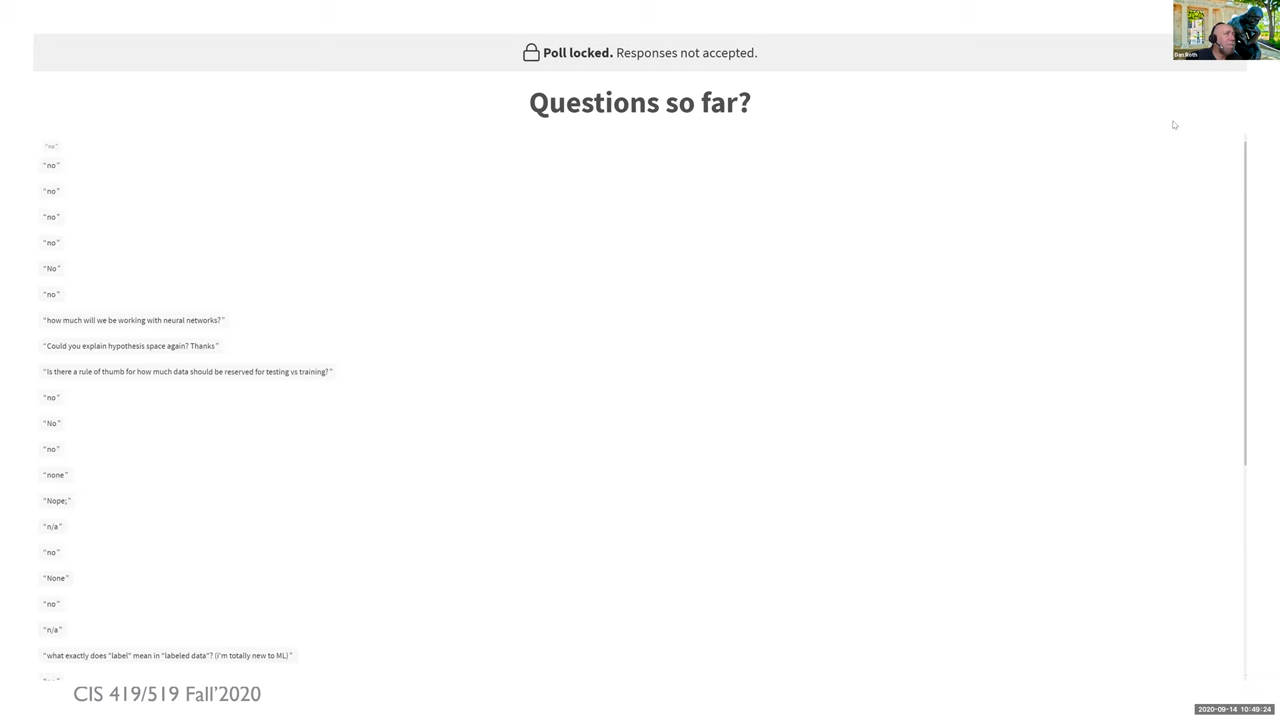 Poll locked. Responses not accepted.
Dan Roth
Questions so far?
"no"
"no"
"no"
"no"
"no"
"No"
"no"
"how much will we be working with neural networks?"
"Could you explain hypothesis space again? Thanks"
"Is there a rule of thumb for how much data should be reserved for testing vs training?"
"no"
"No"
"no"
"none"
"Nope;"
"n/a"
"no"
"None"
"no"
"n/a"
"what exactly does "label" mean in "labeled data"? (i'm totally new to ML)"
CIS 419/519 Fall'2020
2020-09-14 10:49:24